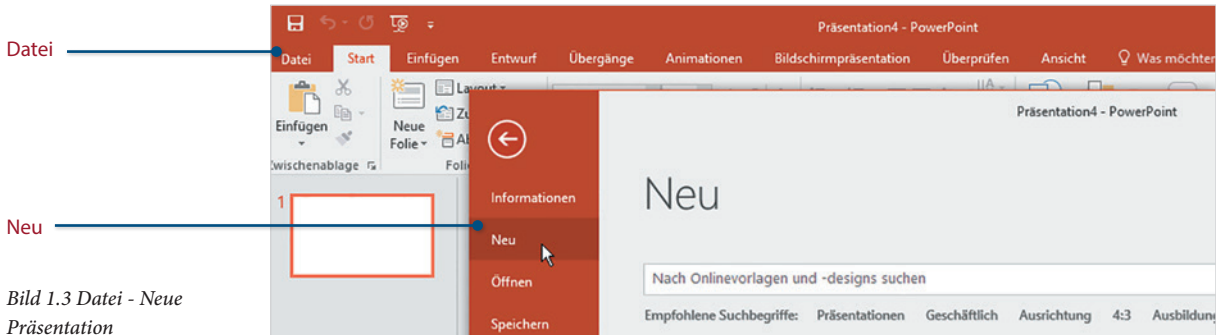 Präsentation4 - PowerPoint
Datei
Datei Start Einfügen Entwurf Übergänge Animationen Bildschirmpräsentation Überprüfen Ansicht Was möchten
Layout
Einfügen
Neue
Folie
Folie
Zwischenablage
Präsentation4 - PowerPoint
1
Informationen
Neu
Neu
Neu
Öffnen
Nach Onlinevorlagen und -designs suchen
Speichern
Empfohlene Suchbegriffe: Präsentationen Geschäftlich Ausrichtung 4:3 Ausbildung
Bild 1.3 Datei - Neue
Präsentation